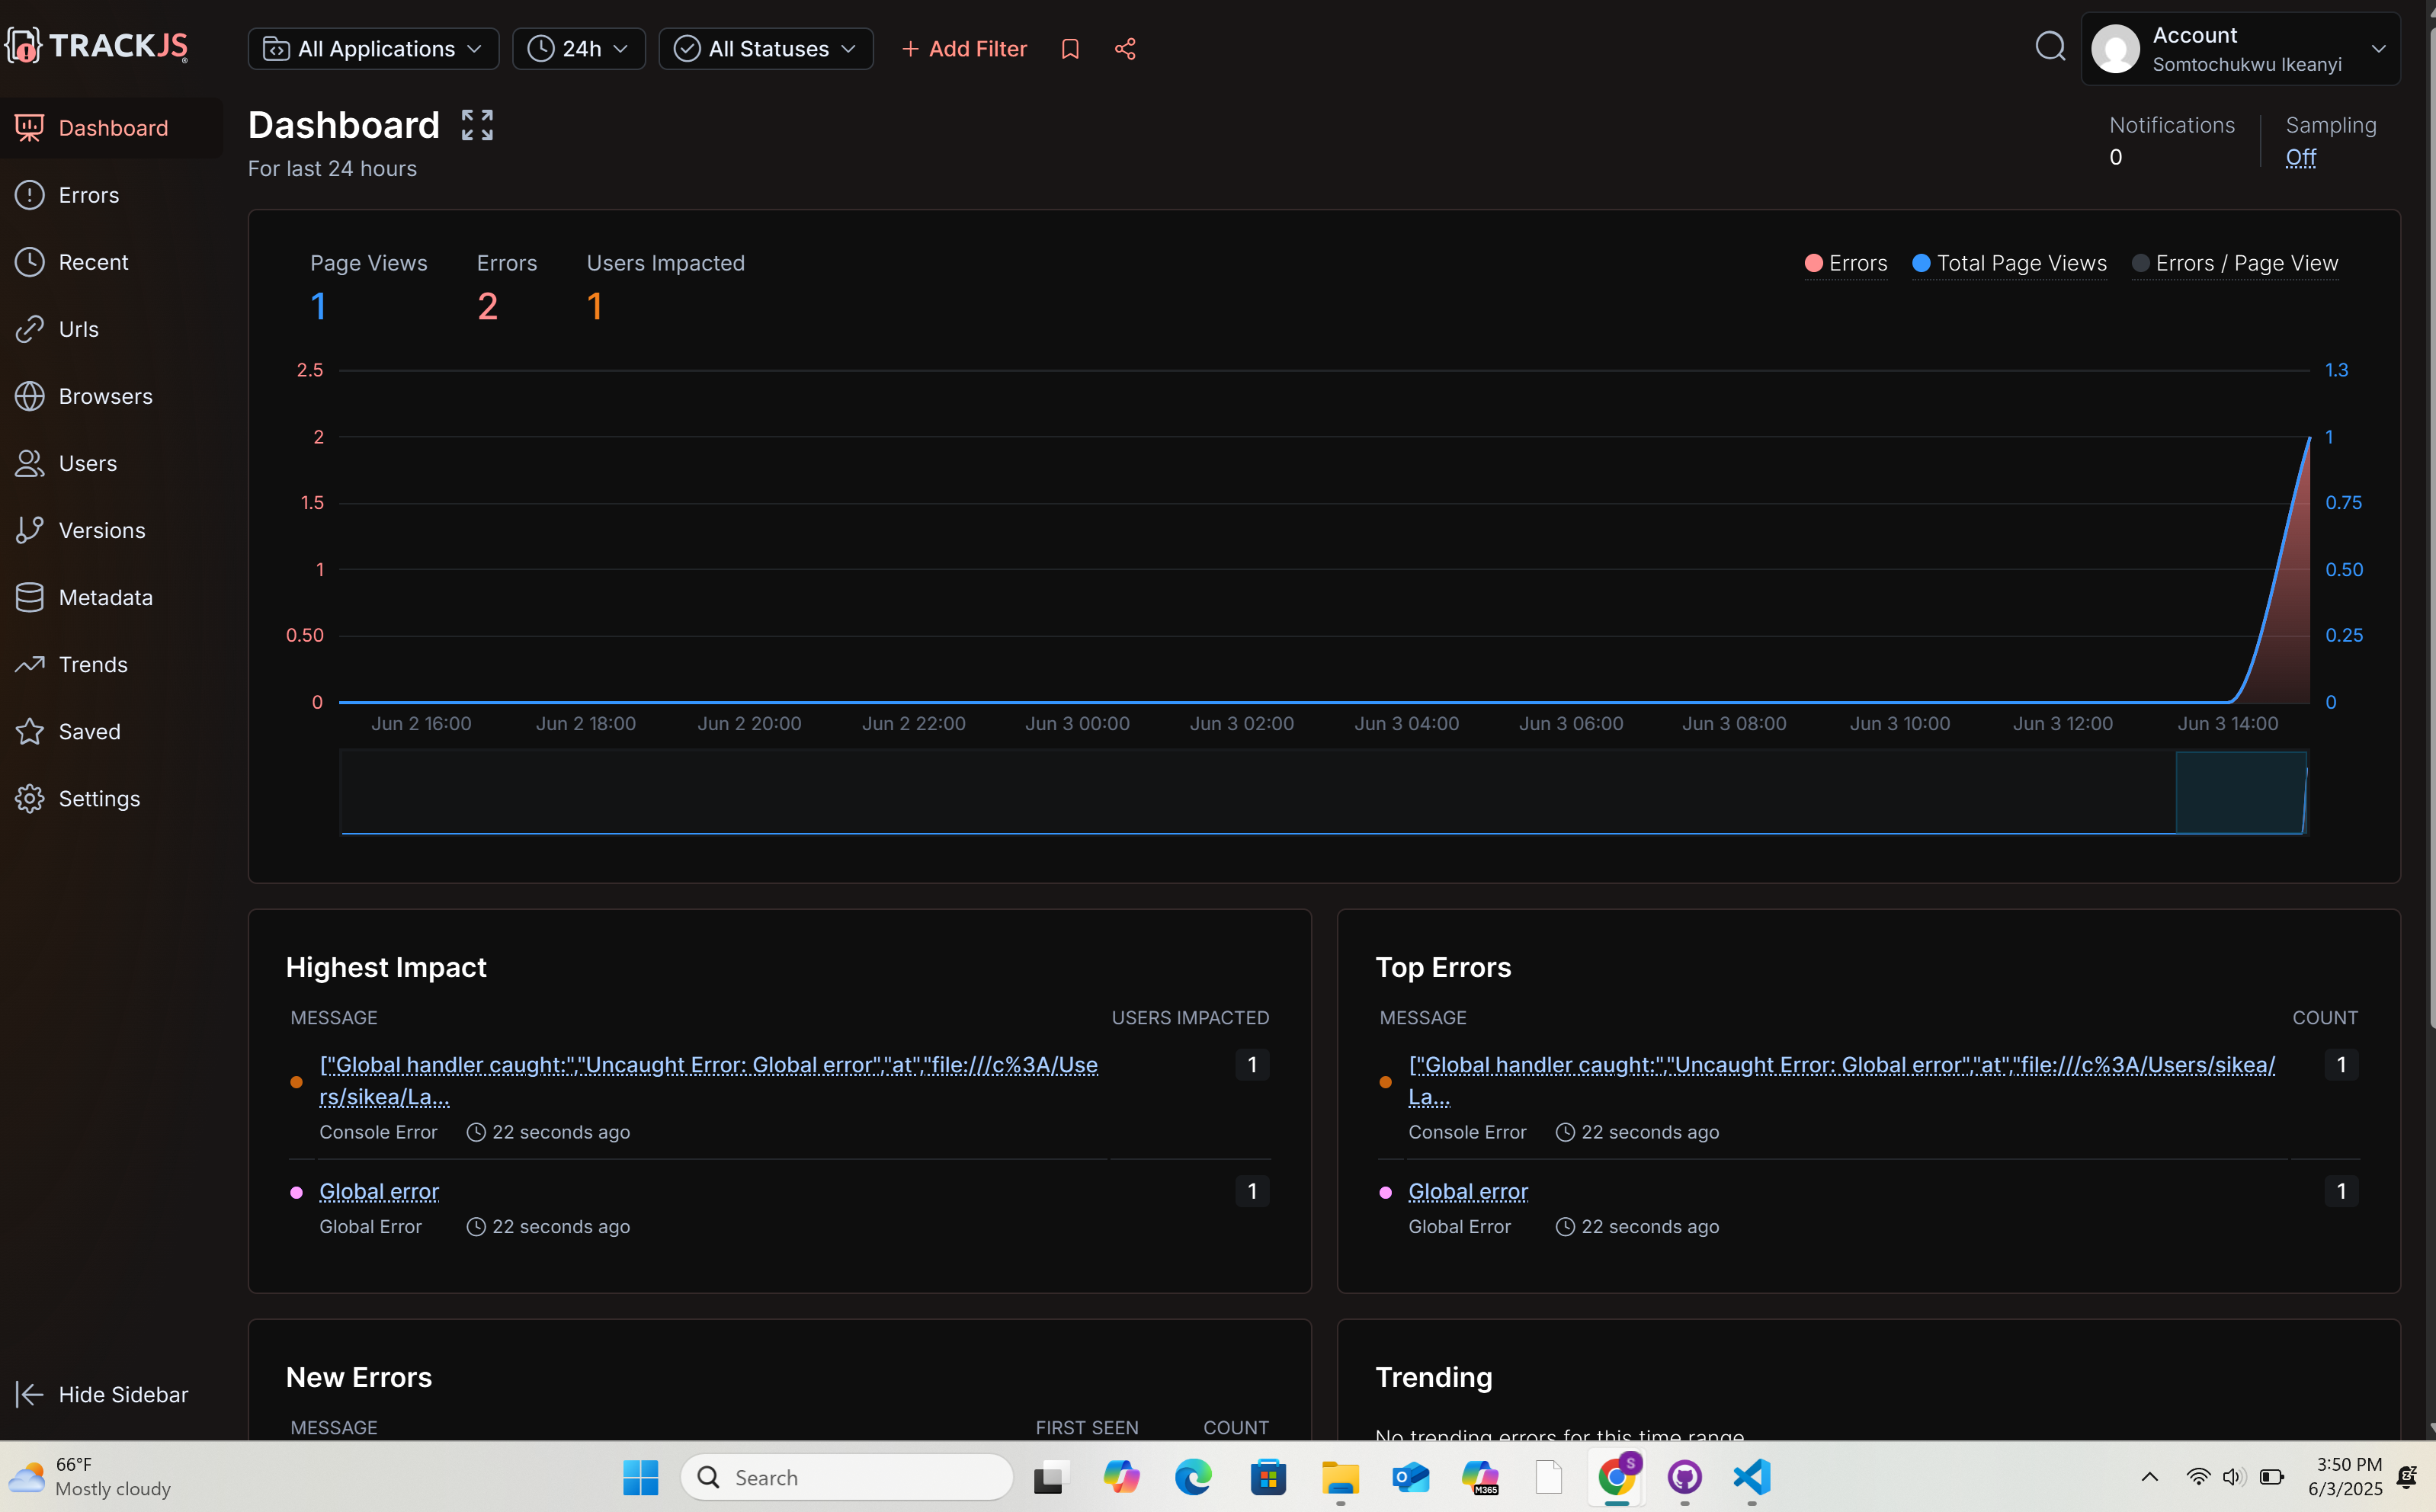 TRACKJS
All Applications
24h
All Statuses
+ Add Filter
Account
Somtochukwu Ikeanyi
Dashboard
Errors
Recent
Urls
Browsers
Users
Versions
Metadata
Trends
Saved
Settings
Hide Sidebar
Dashboard
For last 24 hours
Notifications
0
Sampling
Off
Page Views
1
Errors
2
Users Impacted
1
Errors
Total Page Views
Errors / Page View
2.5
2
1.5
1
0.50
0
1.3
1
0.75
0.50
0.25
0
Jun 2 16:00
Jun 2 18:00
Jun 2 20:00
Jun 2 22:00
Jun 3 00:00
Jun 3 02:00
Jun 3 04:00
Jun 3 06:00
Jun 3 08:00
Jun 3 10:00
Jun 3 12:00
Jun 3 14:00
Highest Impact
MESSAGE USERS IMPACTED
["Global handler caught:","Uncaught Error: Global error","at","file:///c%3A/Use
rs/sikea/La...
1
Console Error 22 seconds ago
Global error
1
Global Error 22 seconds ago
Top Errors
MESSAGE COUNT
["Global handler caught:","Uncaught Error: Global error","at","file:///c%3A/Users/sikea/
La...
1
Console Error 22 seconds ago
Global error
1
Global Error 22 seconds ago
New Errors
MESSAGE FIRST SEEN COUNT
Trending
No trending errors for this time range
66°F
Mostly cloudy
Search
M365
S
3:50 PM
6/3/2025